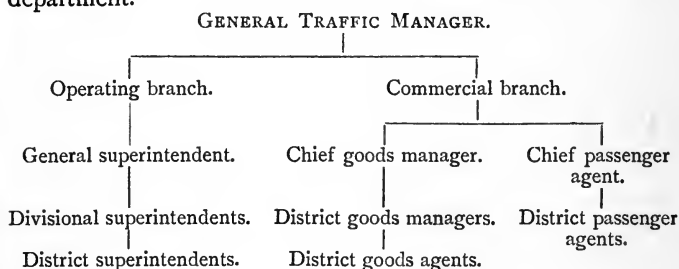 department.
GENERAL TRAFFIC MANAGER.
Operating branch. Commercial branch.
General superintendent. Chief goods manager. Chief passenger
agent.
Divisional superintendents. District goods managers. District passenger
agents.
District superintendents. District goods agents.